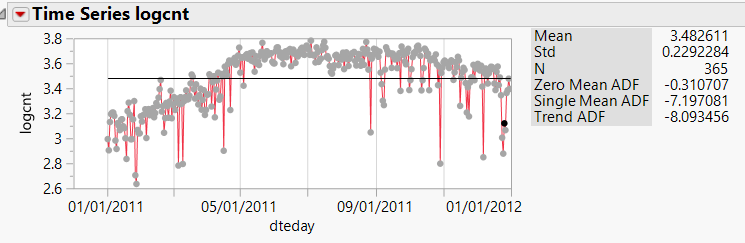 Time Series logcnt
3.8
3.6
3.4
3.2
3
2.8
2.6
logcnt
01/01/2011
05/01/2011
09/01/2011
01/01/2012
dteday
Mean 3.482611
Std 0.2292284
N 365
Zero Mean ADF -0.310707
Single Mean ADF -7.197081
Trend ADF -8.093456